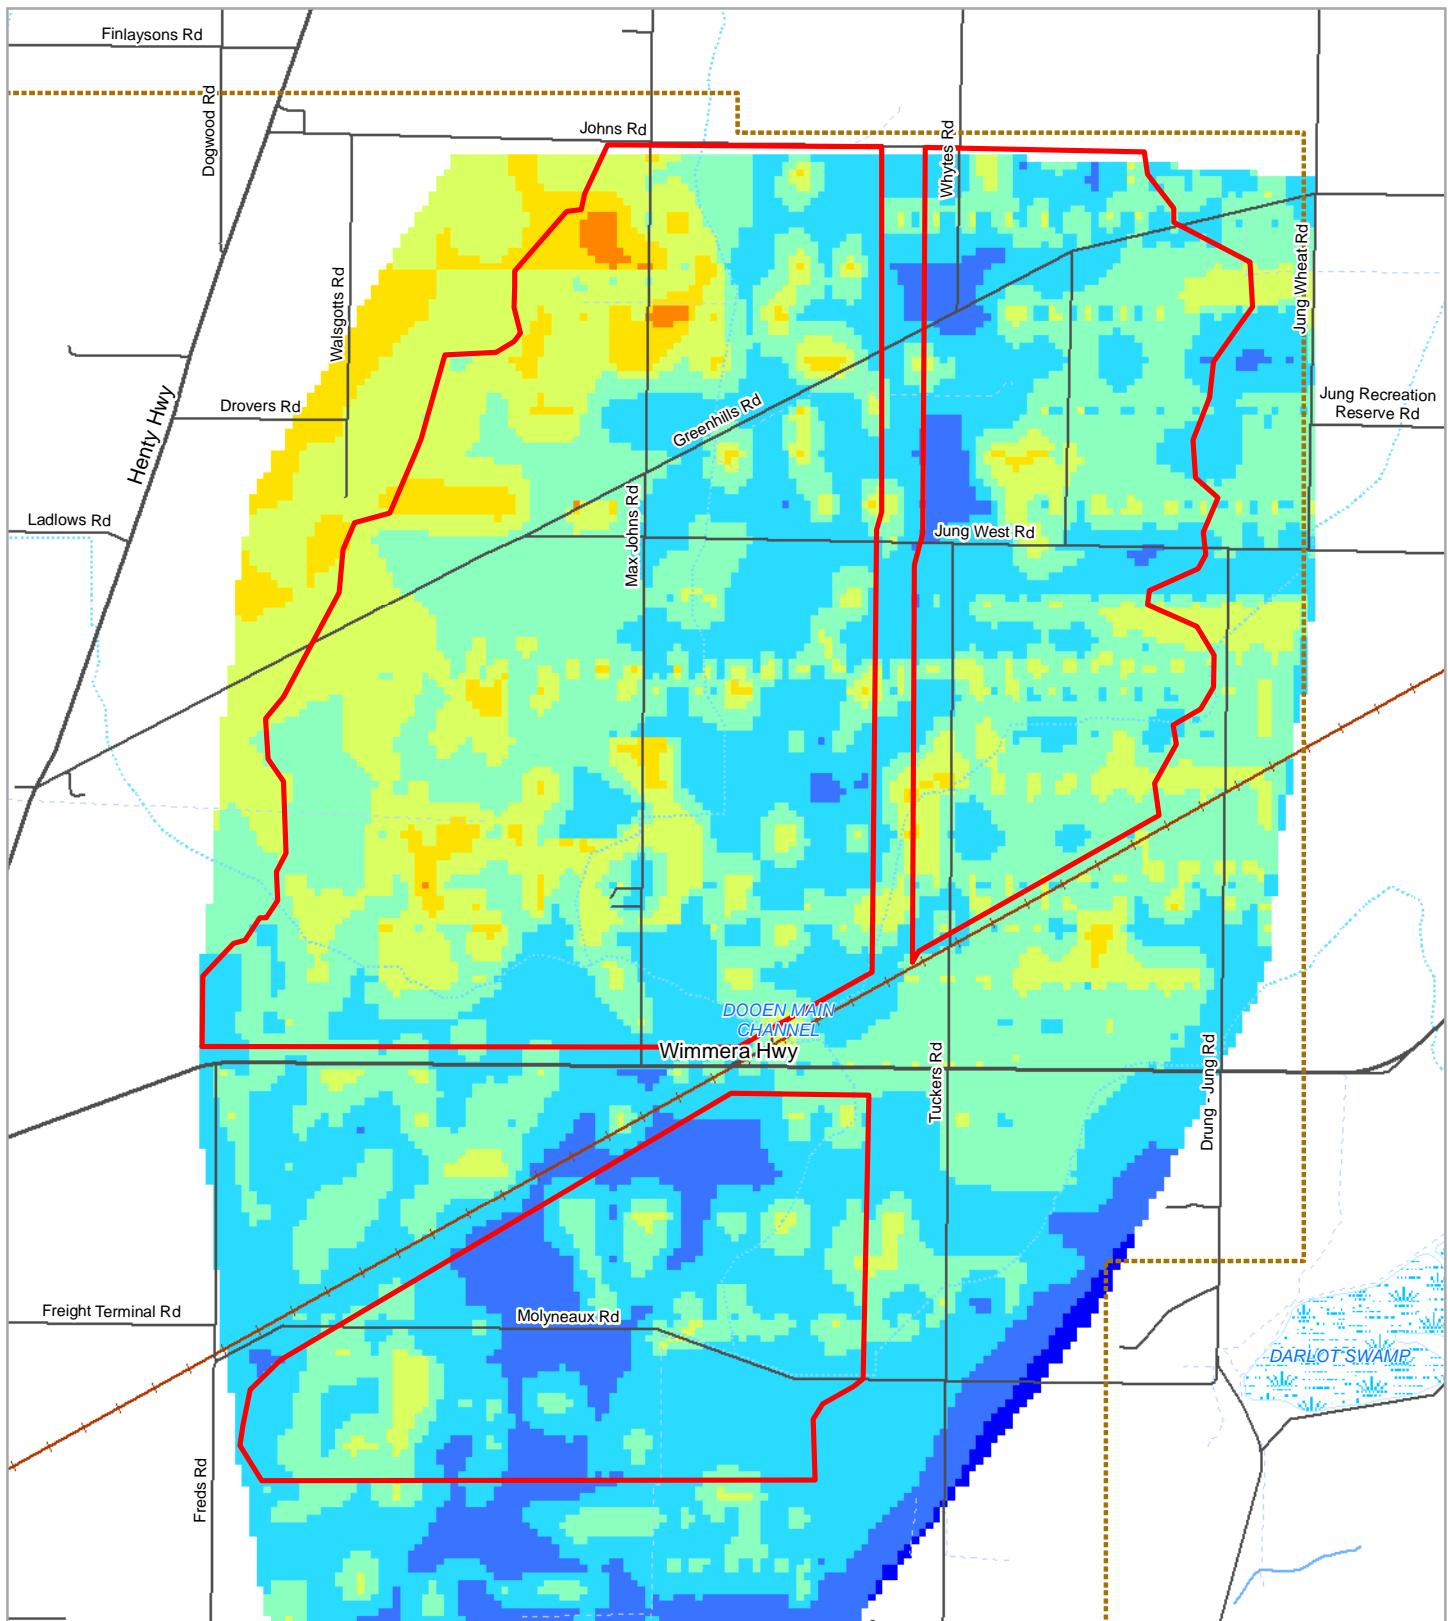 Finlaysons Rd
Dogwood Rd
Johns Rd
Whytes Rd
Walsgotts Rd
Jung Wheat Rd
Henty Hwy
Drovers Rd
Greenhills Rd
Jung Recreation
Reserve Rd
Ladlows Rd
Max Johns Rd
Jung West Rd
DOOEN MAIN
CHANNEL
Wimmera Hwy
Tuckers Rd
Drung - Jung Rd
Freight Terminal Rd
Molyneaux Rd
DARLOT SWAMP
Freds Rd